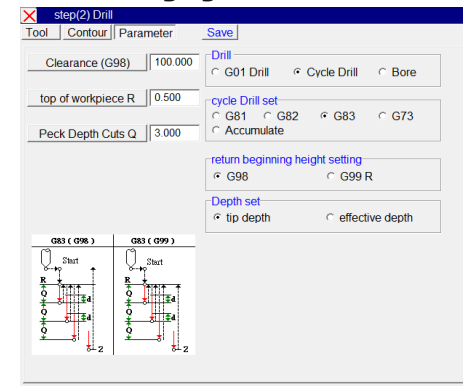 step(2) Drill
Tool Contour Parameter Save
Clearance (G98) 100.000
top of workpiece R 0.500
Peck Depth Cuts Q 3.000
Drill
G01 Drill Cycle Drill Bore
cycle Drill set
G81 G82 G83 G73
Accumulate
return beginning height setting
G98 G99 R
Depth set
tip depth effective depth
G83 ( G98 ) G83 ( G99 )
Start Start
R
Q d d
Q d d
Q
Z Z